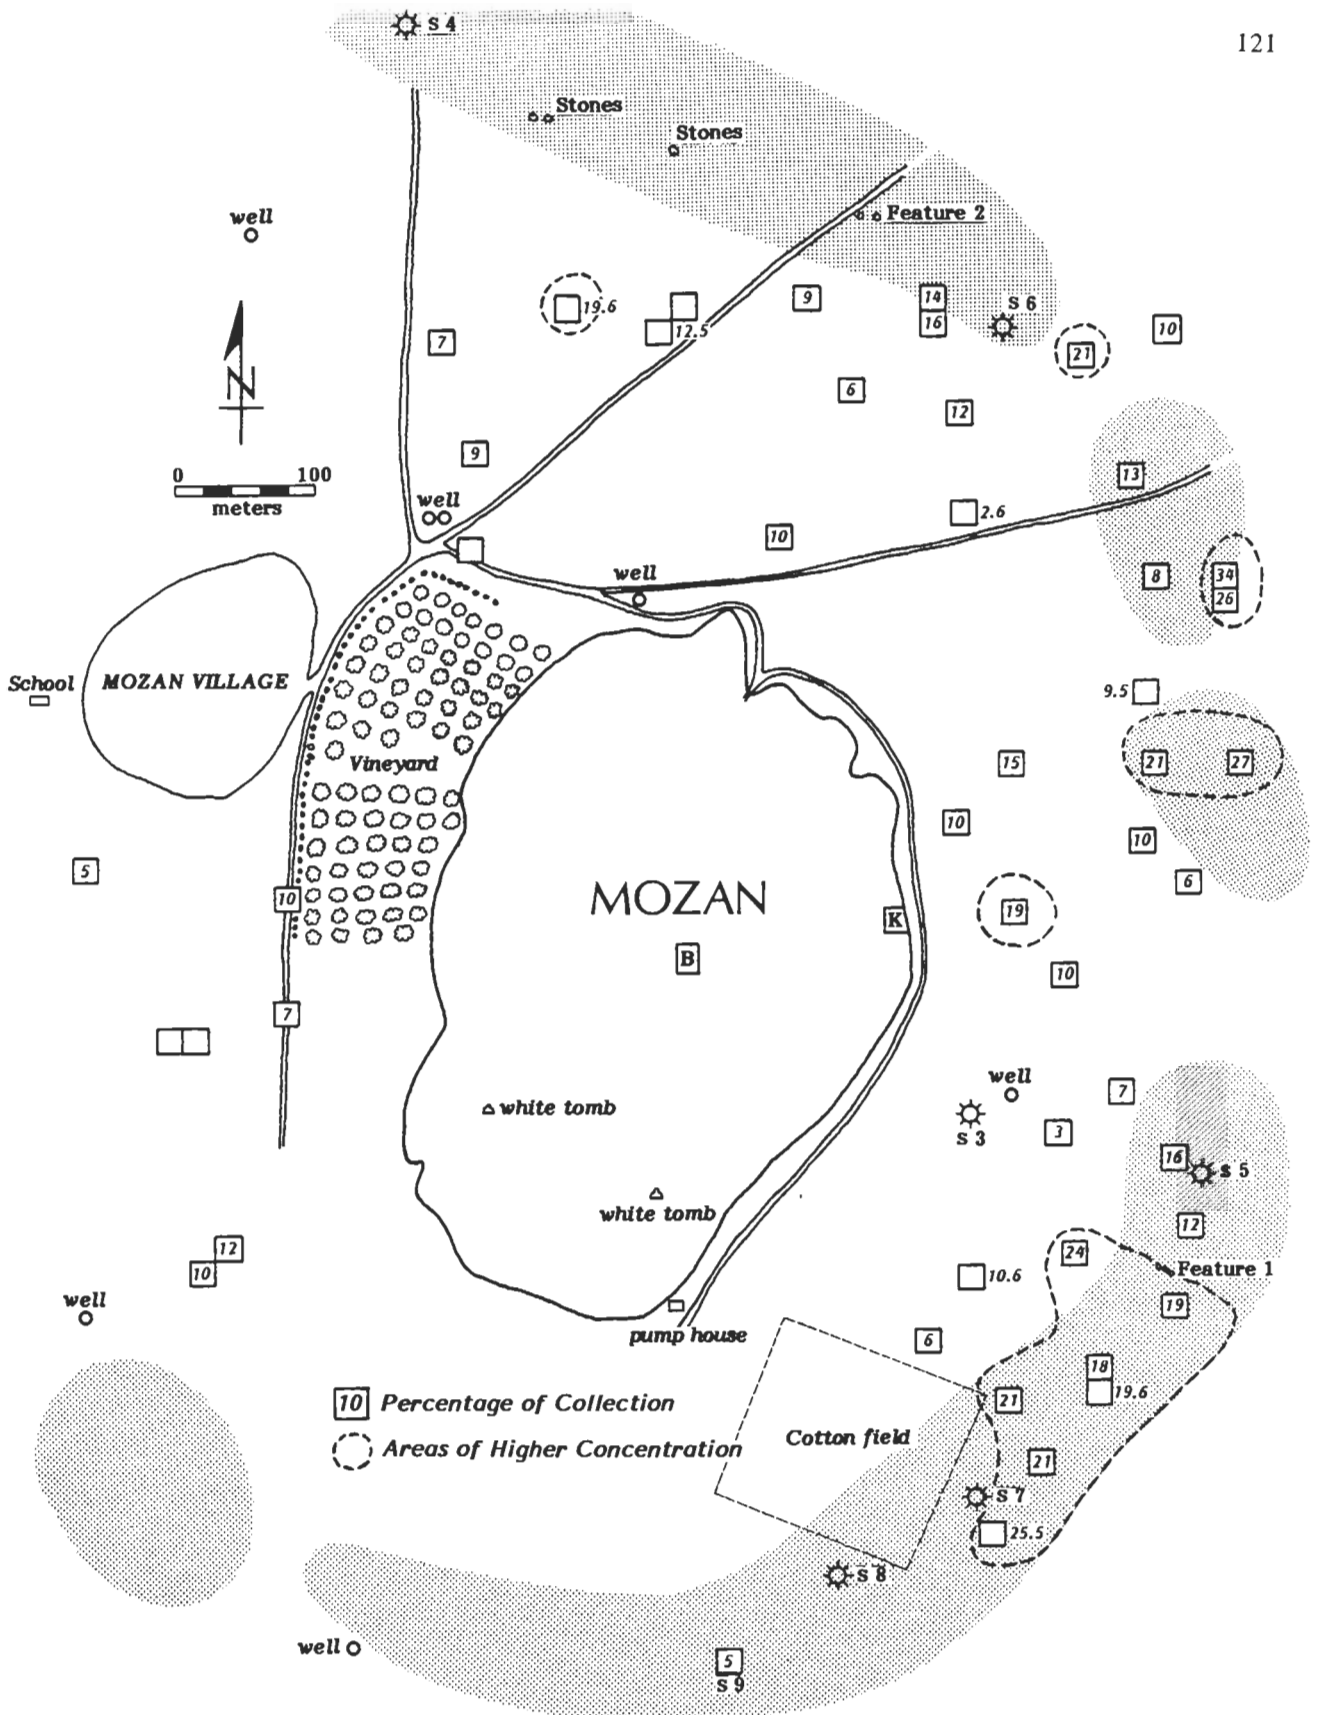 121
S 4
Stones
Stones
well
Feature 2
19.6
9
14
S 6
12.5
16
10
7
21
6
12
9
N
0 100
meters
13
well
2.6
10
well
8
34
26
School
MOZAN VILLAGE
9.5
Vineyard
15
21
27
10
10
5
6
10
MOZAN
19
K
B
10
7
well
7
white tomb
S 3
3
16
S 5
white tomb
12
12
24
10
10.6
Feature 1
well
19
pump house
6
18
10 Percentage of Collection
21
19.6
Areas of Higher Concentration
Cotton field
21
S 7
25.5
S 8
well
5
S 9